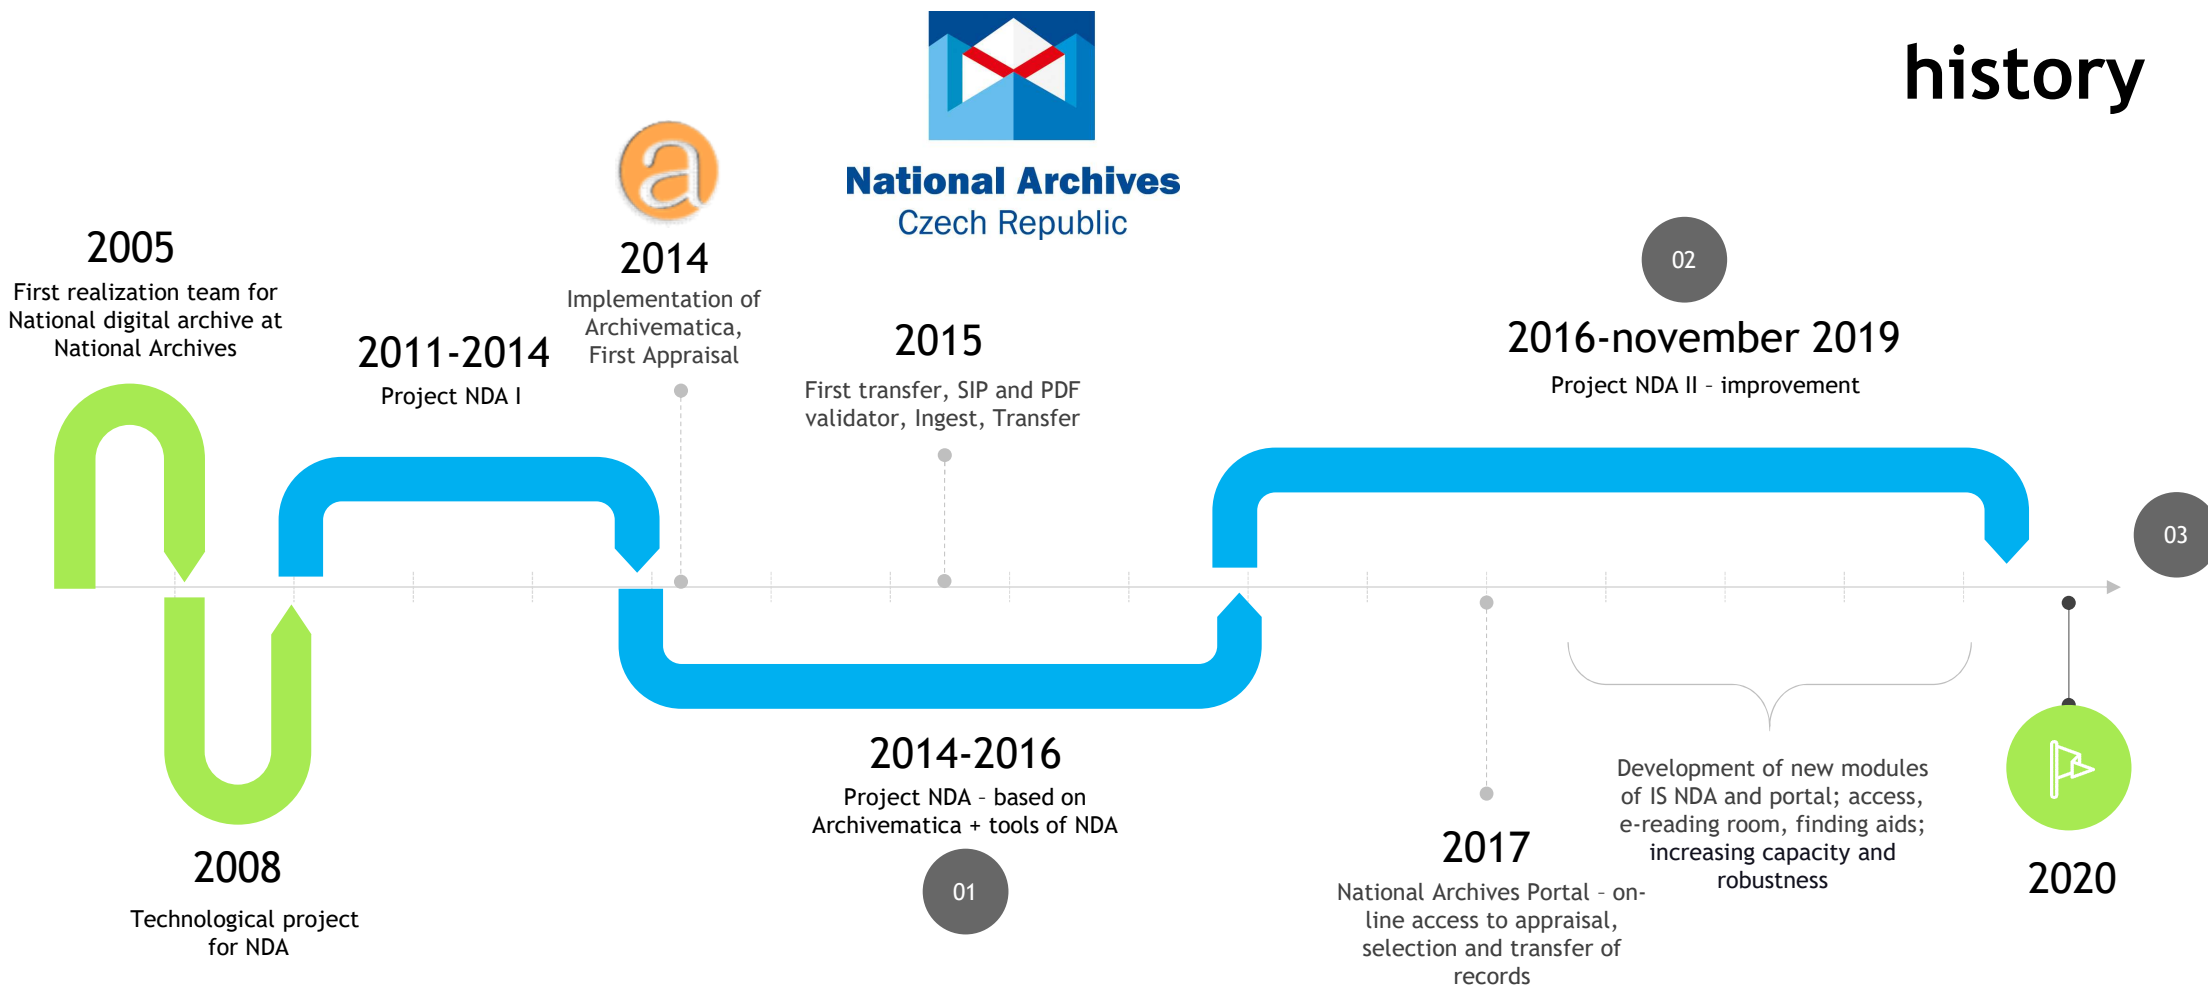 history
National Archives
Czech Republic
2005
First realization team for
National digital archive at
National Archives
2008
Technological project
for NDA
2011-2014
Project NDA I
a
2014
Implementation of
Archivematica,
First Appraisal
2015
First transfer, SIP and PDF
validator, Ingest, Transfer
2014-2016
Project NDA – based on
Archivematica + tools of NDA
01
02
2016-november 2019
Project NDA II – improvement
2017
National Archives Portal – on-
line access to appraisal,
selection and transfer of
records
Development of new modules
of IS NDA and portal; access,
e-reading room, finding aids;
increasing capacity and
robustness
03
2020